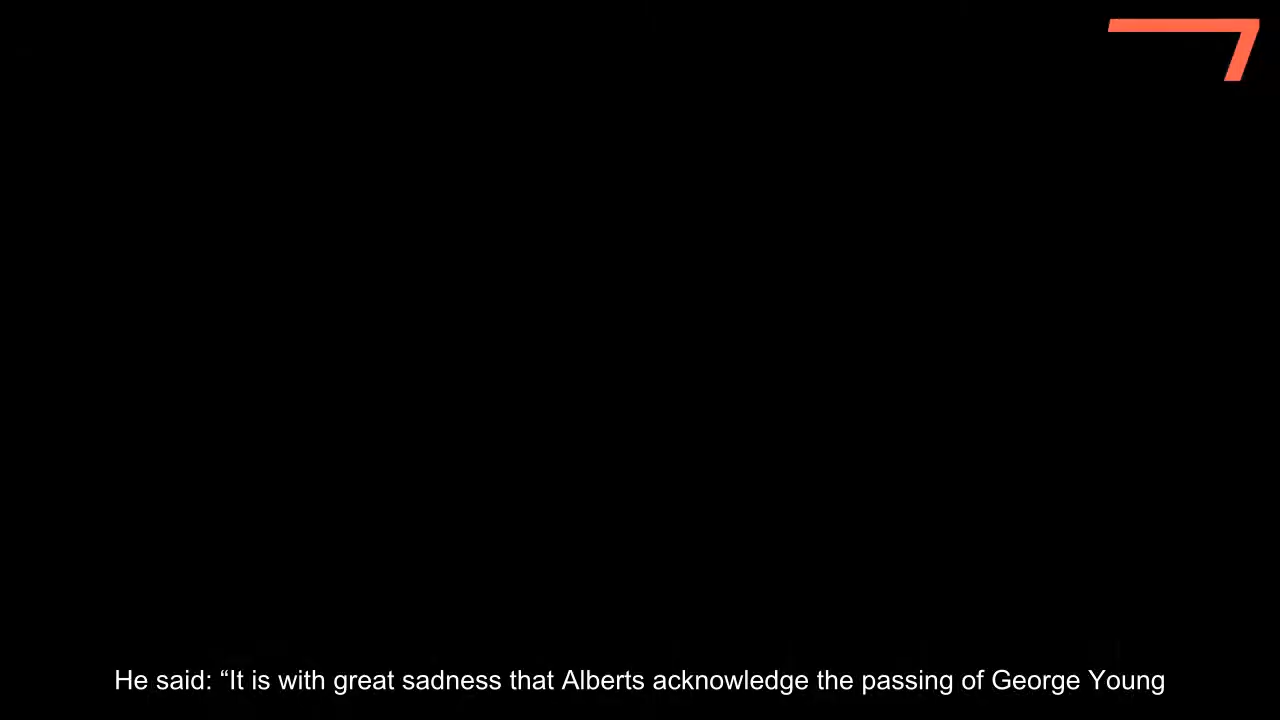 He said: “It is with great sadness that Alberts acknowledge the passing of George Young